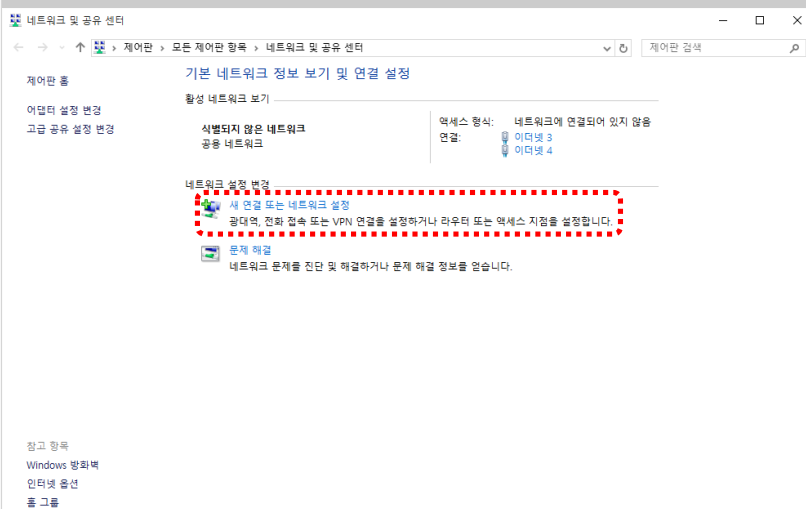 네트워크 및 공유 센터
제어판 › 모든 제어판 항목 › 네트워크 및 공유 센터
제어판 검색
제어판 홈
어댑터 설정 변경
고급 공유 설정 변경
기본 네트워크 정보 보기 및 연결 설정
활성 네트워크 보기
식별되지 않은 네트워크
공용 네트워크
액세스 형식: 네트워크에 연결되어 있지 않음
연결: 이더넷 3
이더넷 4
네트워크 설정 변경
새 연결 또는 네트워크 설정
광대역, 전화 접속 또는 VPN 연결을 설정하거나 라우터 또는 액세스 지점을 설정합니다.
문제 해결
네트워크 문제를 진단 및 해결하거나 문제 해결 정보를 얻습니다.
참고 항목
Windows 방화벽
인터넷 옵션
홈 그룹